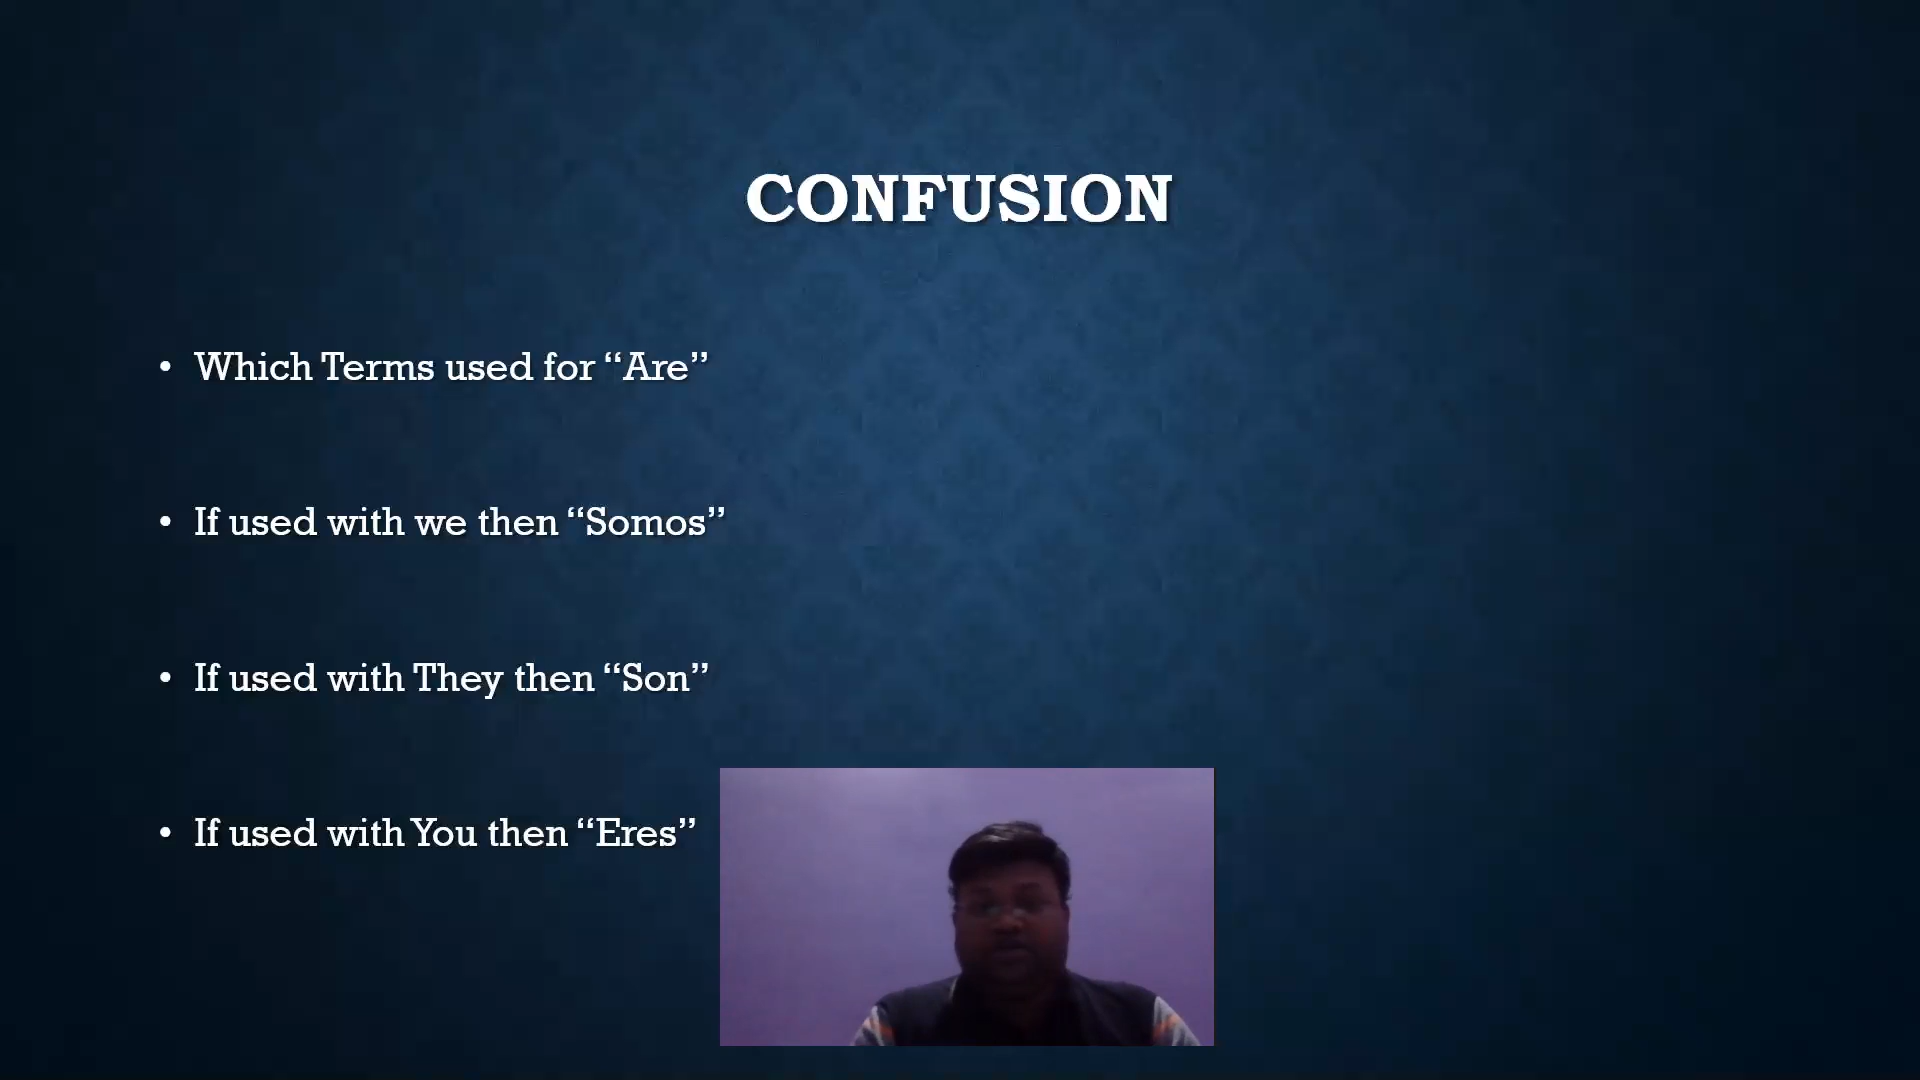 CONFUSION
• Which Terms used for “Are”
• If used with we then “Somos”
• If used with They then “Son”
• If used with You then “Eres”